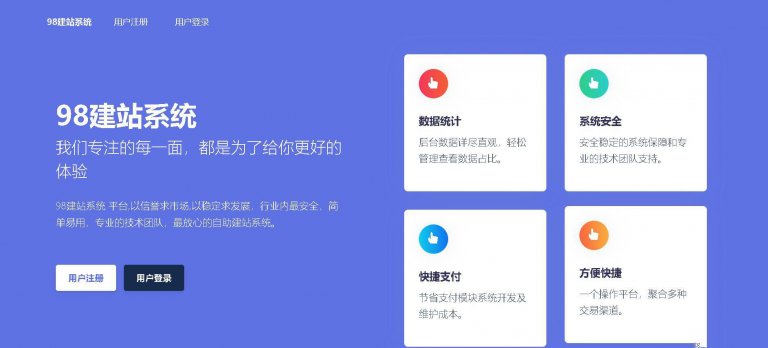 98建站系统 用户注册 用户登录
98建站系统
我们专注的每一面，都是为了给你更好的
体验
98建站系统 平台,以信誉求市场,以稳定求发展，行业内最安全，简
单易用，专业的技术团队，最放心的自助建站系统。
用户注册 用户登录
数据统计
后台数据详尽直观，轻松
管理查看数据占比。
系统安全
安全稳定的系统保障和专
业的技术团队支持。
快捷支付
节省支付模块系统开发及
维护成本。
方便快捷
一个操作平台，聚合多种
交易渠道。